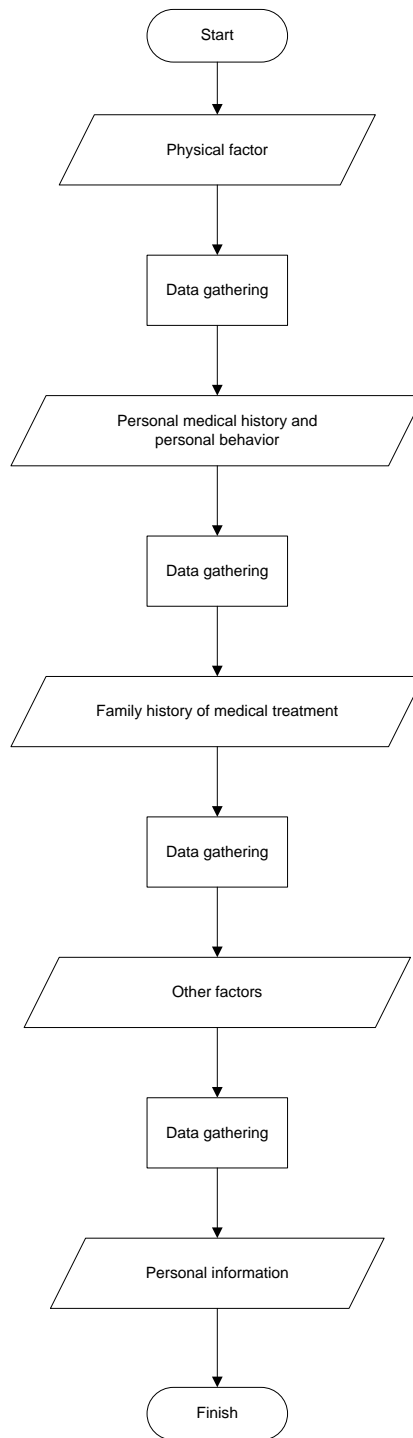 Start
Physical factor
Data gathering
Personal medical history and
personal behavior
Data gathering
Family history of medical treatment
Data gathering
Other factors
Data gathering
Personal information
Finish